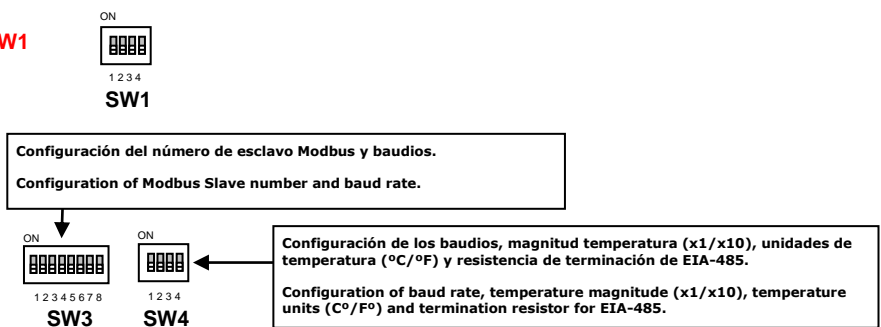 ON
W1
1 2 3 4
SW1
Configuración del número de esclavo Modbus y baudios.
Configuration of Modbus Slave number and baud rate.
ON
ON
Configuración de los baudios, magnitud temperatura (x1/x10), unidades de
temperatura (ºC/ºF) y resistencia de terminación de EIA-485.
Configuration of baud rate, temperature magnitude (x1/x10), temperature
units (Cº/Fº) and termination resistor for EIA-485.
1 2 3 4 5 6 7 8
1 2 3 4
SW3
SW4